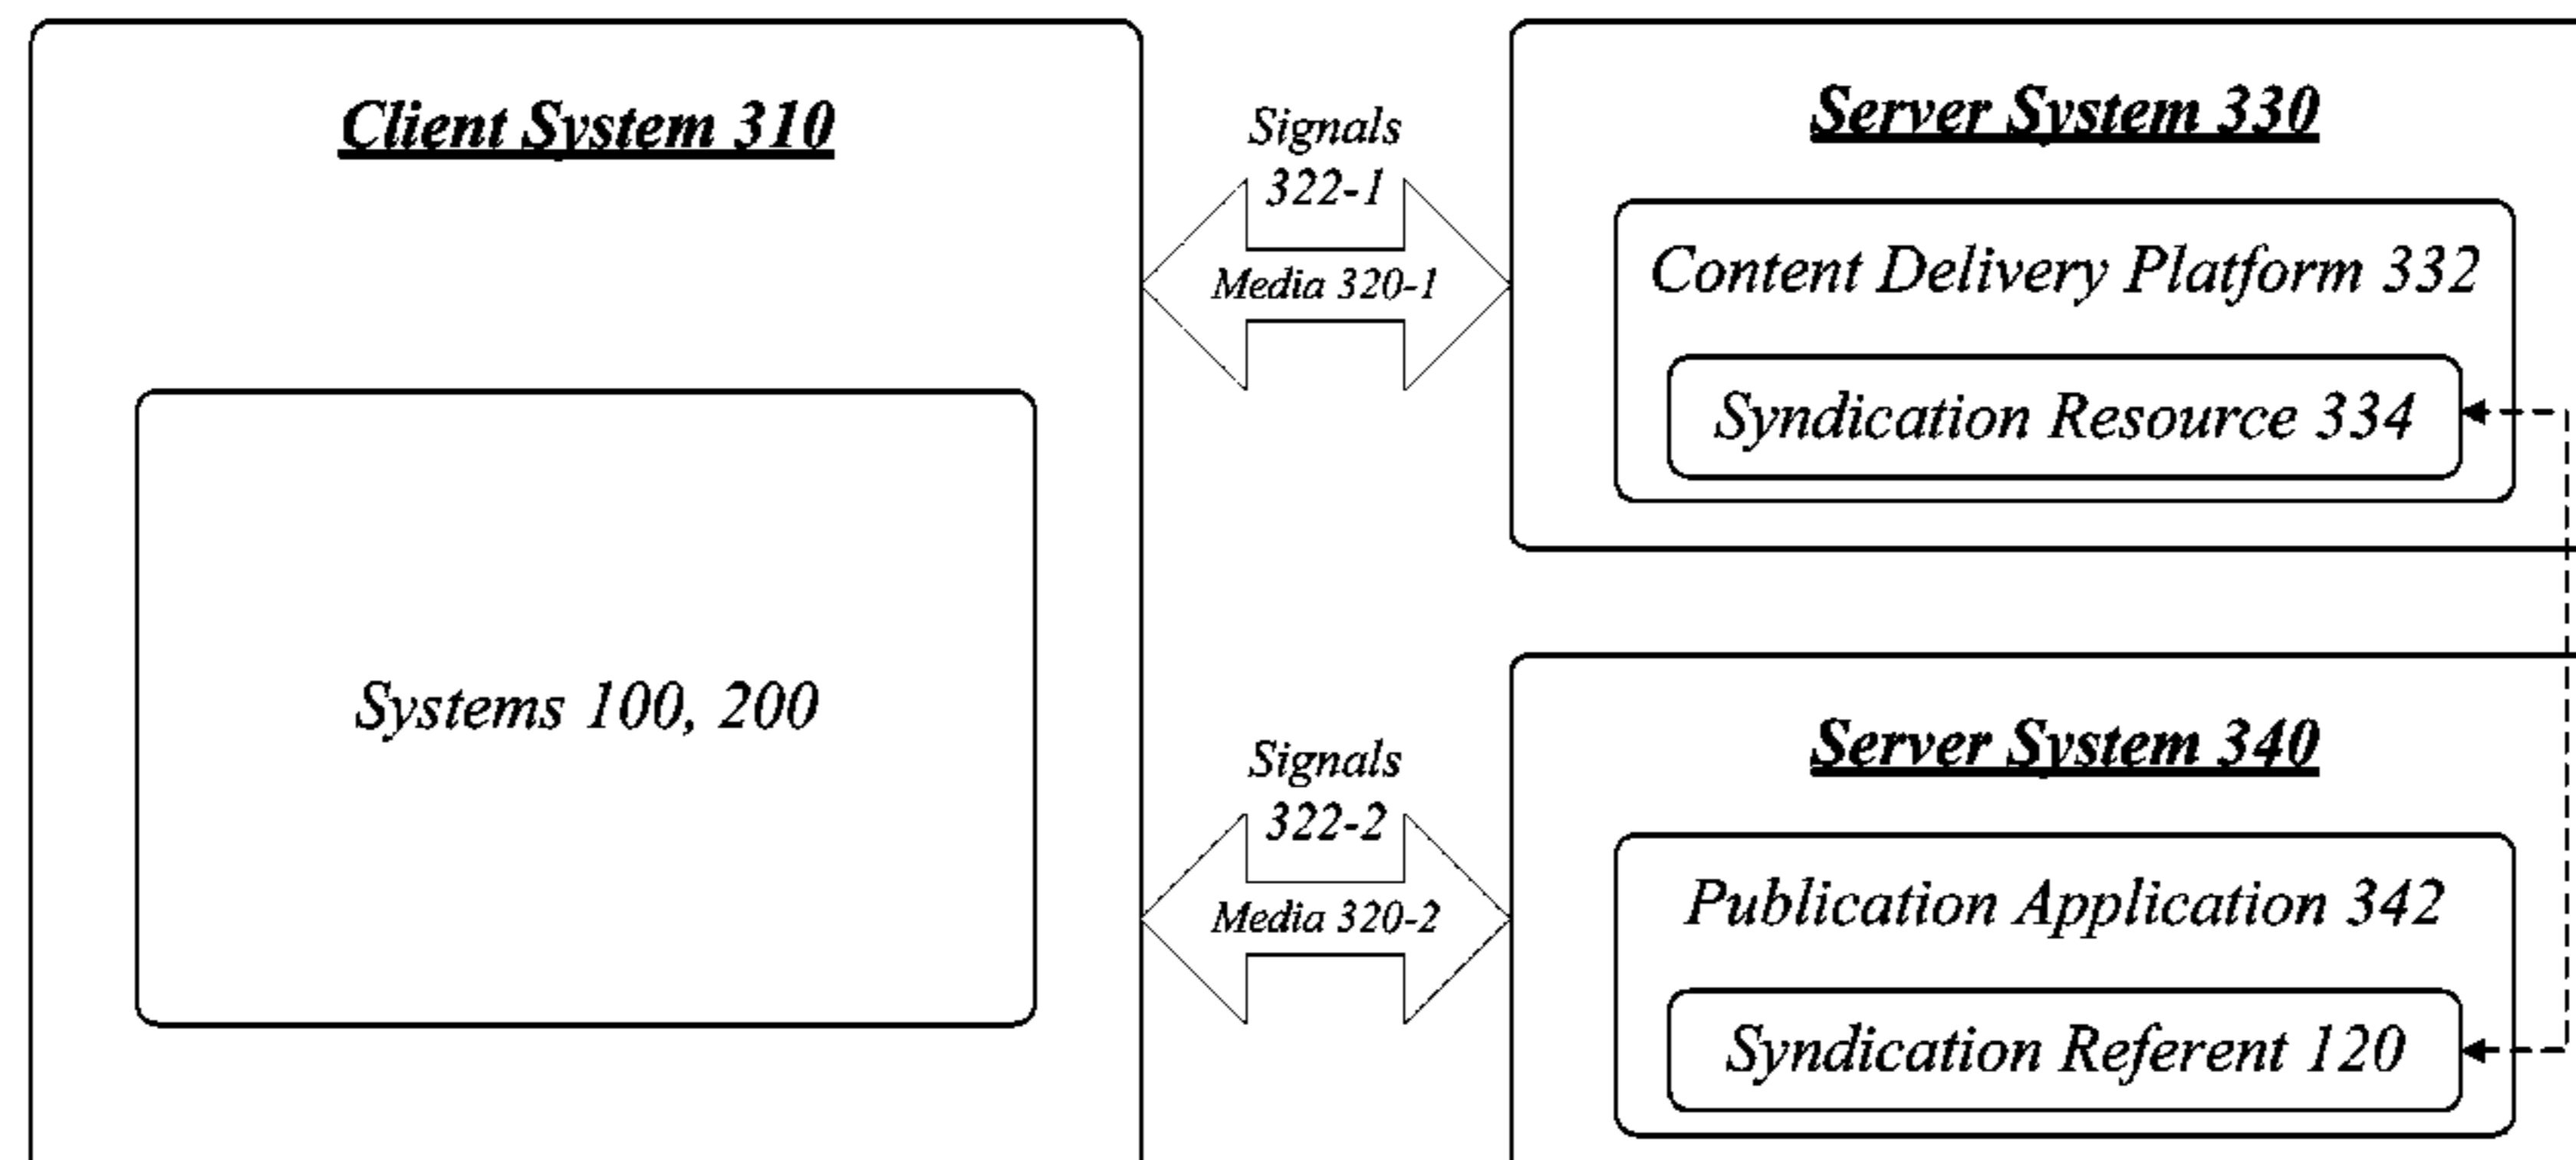 Client System 310
Systems 100, 200
Signals
322-1
Media 320-1
Signals
322-2
Media 320-2
Server System 330
Content Delivery Platform 332
Syndication Resource 334
Server System 340
Publication Application 342
Syndication Referent 120